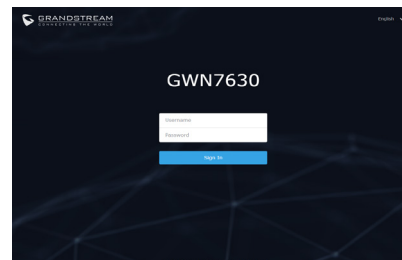 GRANDSTREAM
CONNECTING THE WORLD
English
GWN7630
Username
Password
Sign In